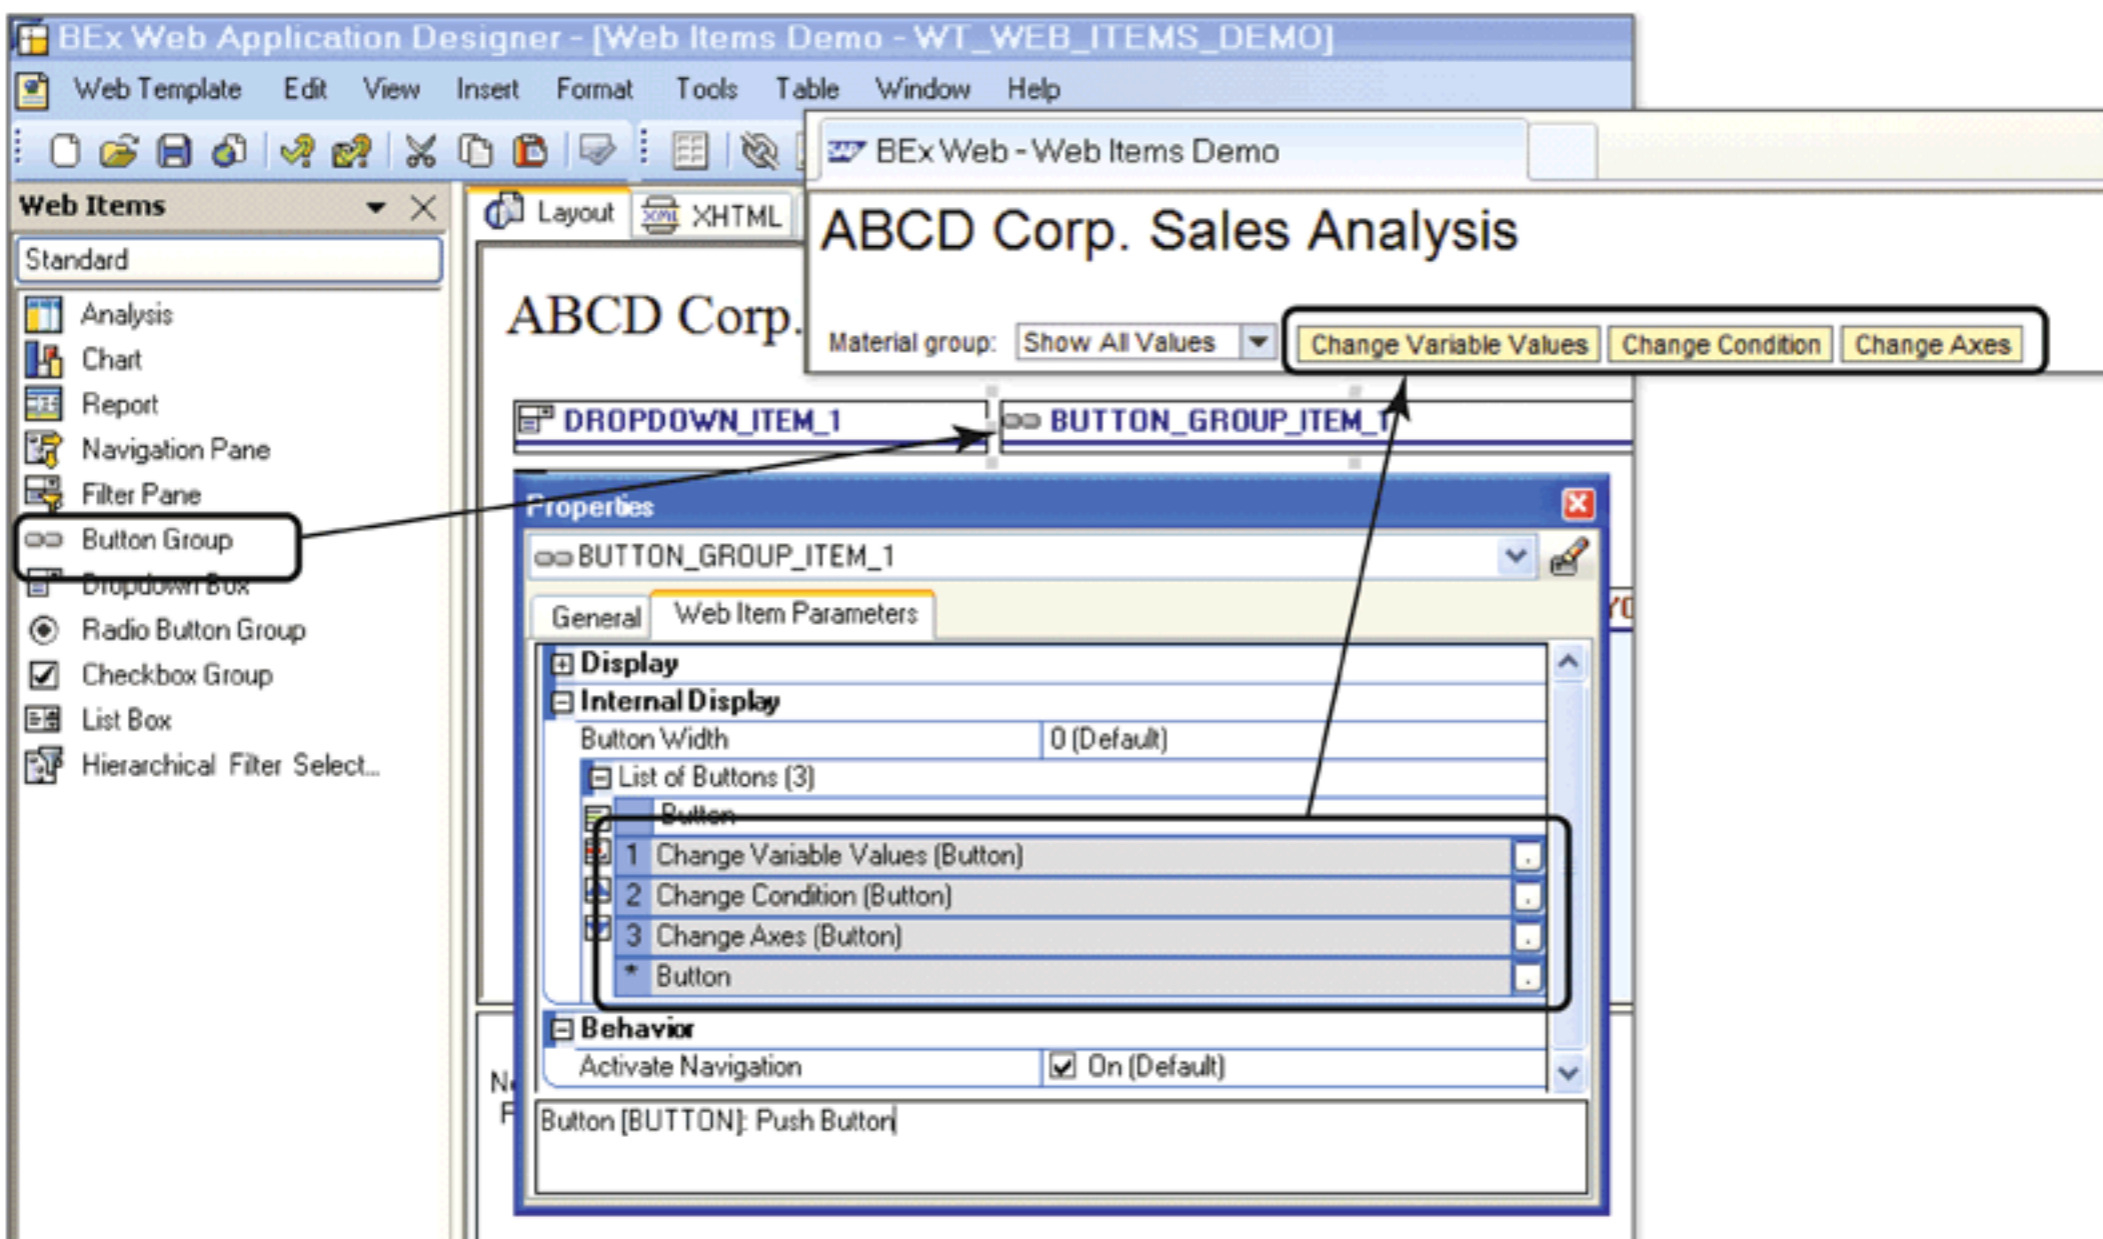 BEx Web Application Designer - [Web Items Demo - WT_WEB_ITEMS_DEMO]
Web Template Edit View Insert Format Tools Table Window Help
SAP BEx Web - Web Items Demo
Web Items
Layout XHTML
ABCD Corp. Sales Analysis
Standard
Analysis
ABCD Corp.
Material group: Show All Values Change Variable Values Change Condition Change Axes
Chart
Report
DROPDOWN_ITEM_1 BUTTON_GROUP_ITEM_1
Navigation Pane
Filter Pane
Button Group
Dropdown Box
Radio Button Group
Checkbox Group
List Box
Hierarchical Filter Select...
Properties
BUTTON_GROUP_ITEM_1
General Web Item Parameters
Display
Internal Display
Button Width 0 (Default)
List of Buttons (3)
Button
1 Change Variable Values (Button) .
2 Change Condition (Button) .
3 Change Axes (Button) .
* Button .
Behavior
Activate Navigation On (Default)
Button [BUTTON]: Push Button